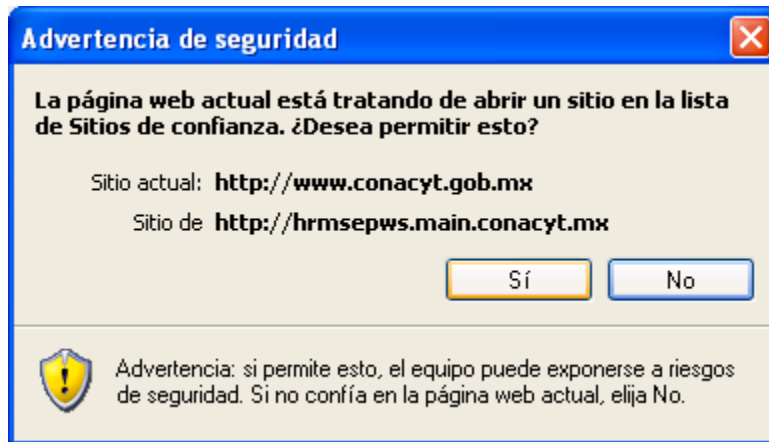 Advertencia de seguridad
La página web actual está tratando de abrir un sitio en la lista
de Sitios de confianza. ¿Desea permitir esto?
Sitio actual: http://www.conacyt.gob.mx
Sitio de http://hrmsepws.main.conacyt.mx
Sí No
Advertencia: si permite esto, el equipo puede exponerse a riesgos
de seguridad. Si no confía en la página web actual, elija No.